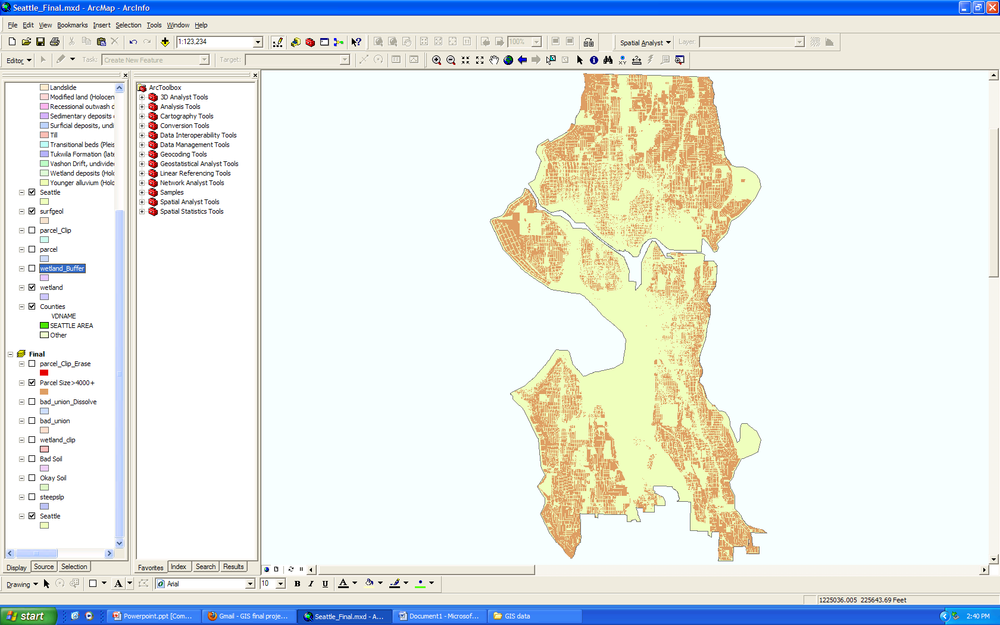 Seattle_Final.mxd - ArcMap - ArcInfo
File Edit View Bookmarks Insert Selection Tools Window Help
1:123,234
100%
Spatial Analyst
Layer:
Editor
Task:
Create New Feature
Target:
Landslide
Modified land (Holocen
Recessional outwash d
Sedimentary deposits
Surficial deposits, undi
Till
Transitional beds (Pleis
Tukwila Formation (late
Vashon Drift, undivided
Wetland deposits (Holo
Younger alluvium (Holo
Seattle
surfgeol
parcel_Clip
parcel
wetland_Buffer
wetland
Counties
VDNAME
SEATTLE AREA
Other
Final
parcel_Clip_Erase
Parcel Size>4000+
bad_union_Dissolve
bad_union
wetland_clip
Bad Soil
Okay Soil
steepslp
Seattle
Display Source Selection
ArcToolbox
3D Analyst Tools
Analysis Tools
Cartography Tools
Conversion Tools
Data Interoperability Tools
Data Management Tools
Geocoding Tools
Geostatistical Analyst Tools
Linear Referencing Tools
Network Analyst Tools
Samples
Spatial Analyst Tools
Spatial Statistics Tools
Favorites Index Search Results
Drawing
A
Arial
10
B I U A
1225036.005 225643.69 Feet
start
Powerpoint.ppt [Com...
Gmail - GIS final proje...
Seattle_Final.mxd - A...
Document1 - Microsof...
GIS data
2:40 PM